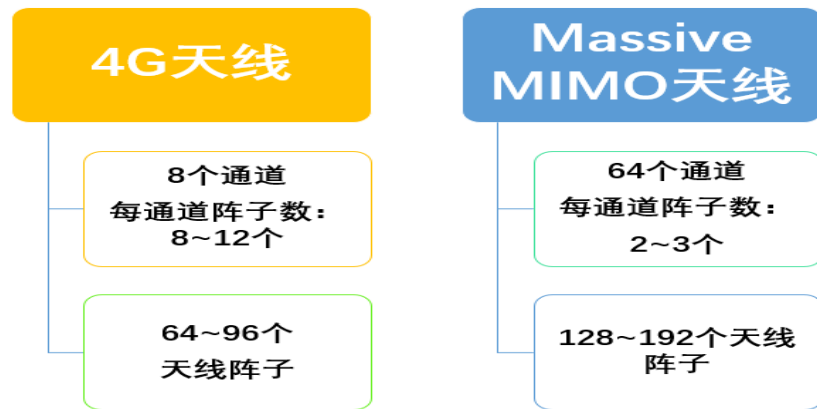 4G天线
8个通道
每通道阵子数：
8~12个
64~96个
天线阵子
Massive
MIMO天线
64个通道
每通道阵子数：
2~3个
128~192个天线
阵子